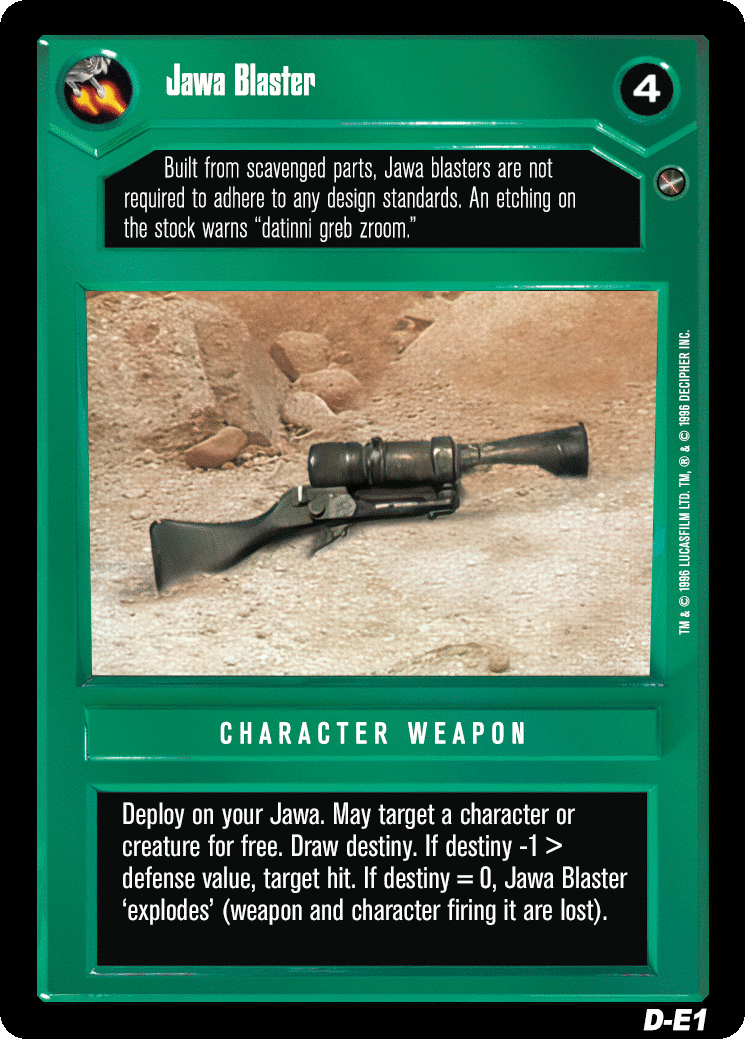 Jawa Blaster
4
Built from scavenged parts, Jawa blasters are not
required to adhere to any design standards. An etching on
the stock warns “datinni greb zroom.”
TM & © 1996 LUCASFILM LTD. TM, ® & © 1996 DECIPHER INC.
CHARACTER WEAPON
Deploy on your Jawa. May target a character or
creature for free. Draw destiny. If destiny -1 >
defense value, target hit. If destiny = 0, Jawa Blaster
‘explodes’ (weapon and character firing it are lost).
D-E1